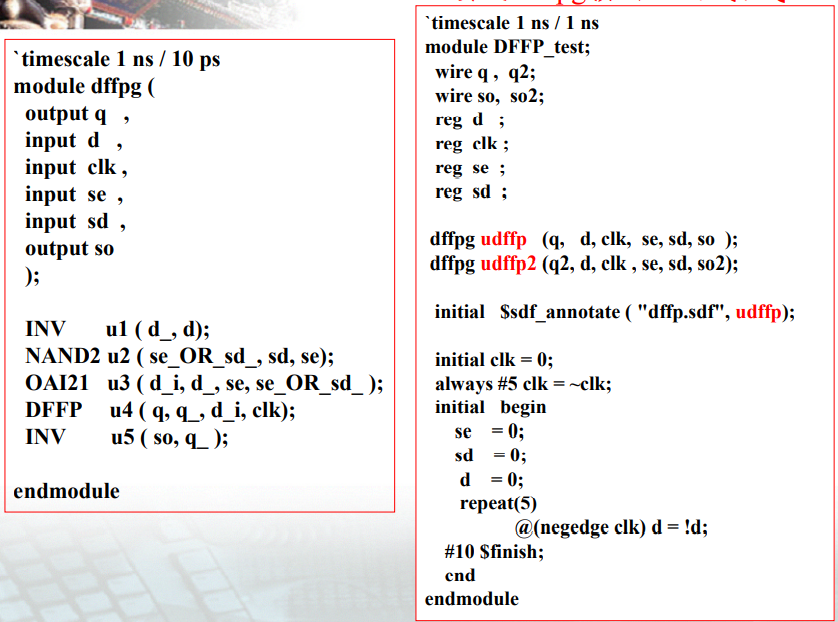 `timescale 1 ns / 10 ps
module dffpg (
output q ,
input d ,
input clk ,
input se ,
input sd ,
output so
);
INV u1 ( d_, d);
NAND2 u2 ( se_OR_sd_, sd, se);
OAI21 u3 ( d_i, d_, se, se_OR_sd_ );
DFFP u4 ( q, q_, d_i, clk);
INV u5 ( so, q_ );
endmodule
`timescale 1 ns / 1 ns
module DFFP_test;
wire q , q2;
wire so, so2;
reg d ;
reg clk ;
reg se ;
reg sd ;
dffpg udffp (q, d, clk, se, sd, so );
dffpg udffp2 (q2, d, clk , se, sd, so2);
initial $sdf_annotate ( "dffp.sdf", udffp);
initial clk = 0;
always #5 clk = ~clk;
initial begin
se = 0;
sd = 0;
d = 0;
repeat(5)
@(negedge clk) d = !d;
#10 $finish;
end
endmodule